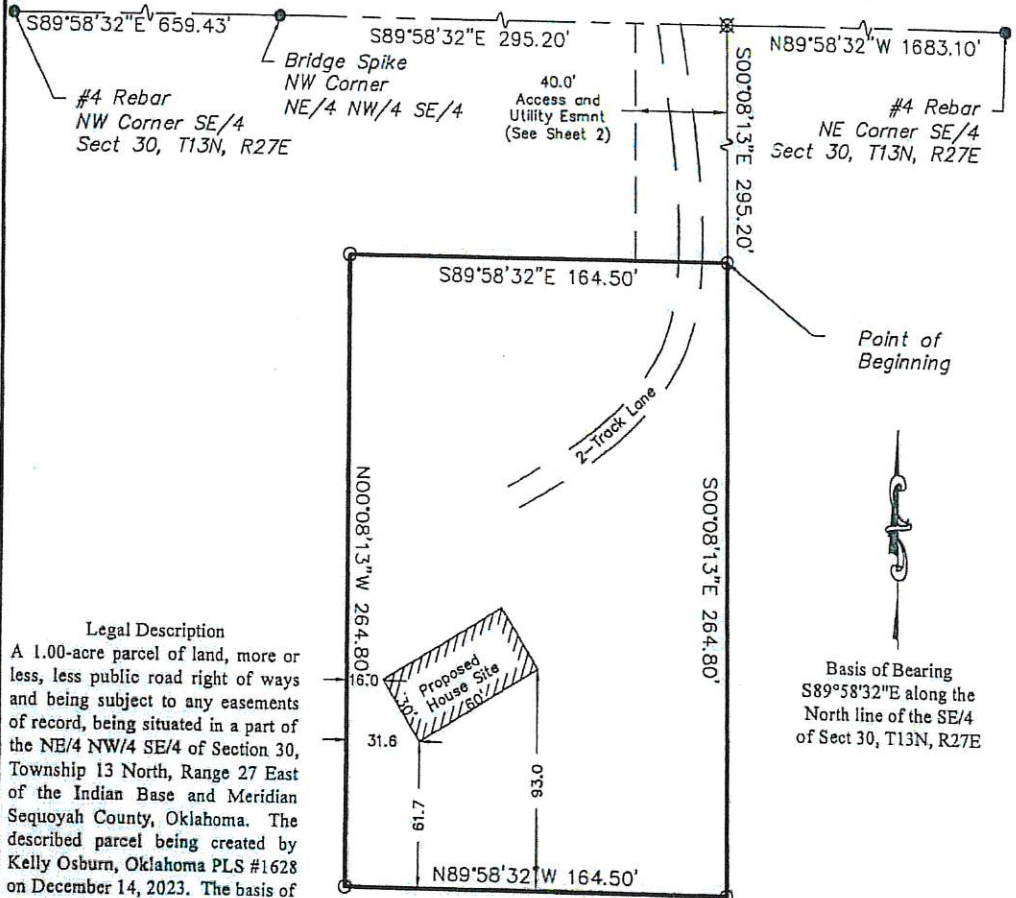 S89°58'32"E 659.43'
S89°58'32"E 295.20'
N89°58'32"W 1683.10'
#4 Rebar
NW Corner SE/4
Sect 30, T13N, R27E
Bridge Spike
NW Corner
NE/4 NW/4 SE/4
40.0'
Access and
Utility Esmnt
(See Sheet 2)
S00°08'13"E 295.20'
#4 Rebar
NE Corner SE/4
Sect 30, T13N, R27E
S89°58'32"E 164.50'
Point of
Beginning
2-Track Lane
N00°08'13"W 264.80'
S00°08'13"E 264.80'
Proposed
House Site
30'
60'
16.0
31.6
61.7
93.0
N89°58'32"W 164.50'
Basis of Bearing
S89°58'32"E along the
North line of the SE/4
of Sect 30, T13N, R27E
Legal Description
A 1.00-acre parcel of land, more or
less, less public road right of ways
and being subject to any easements
of record, being situated in a part of
the NE/4 NW/4 SE/4 of Section 30,
Township 13 North, Range 27 East
of the Indian Base and Meridian
Sequoyah County, Oklahoma. The
described parcel being created by
Kelly Osburn, Oklahoma PLS #1628
on December 14, 2023. The basis of